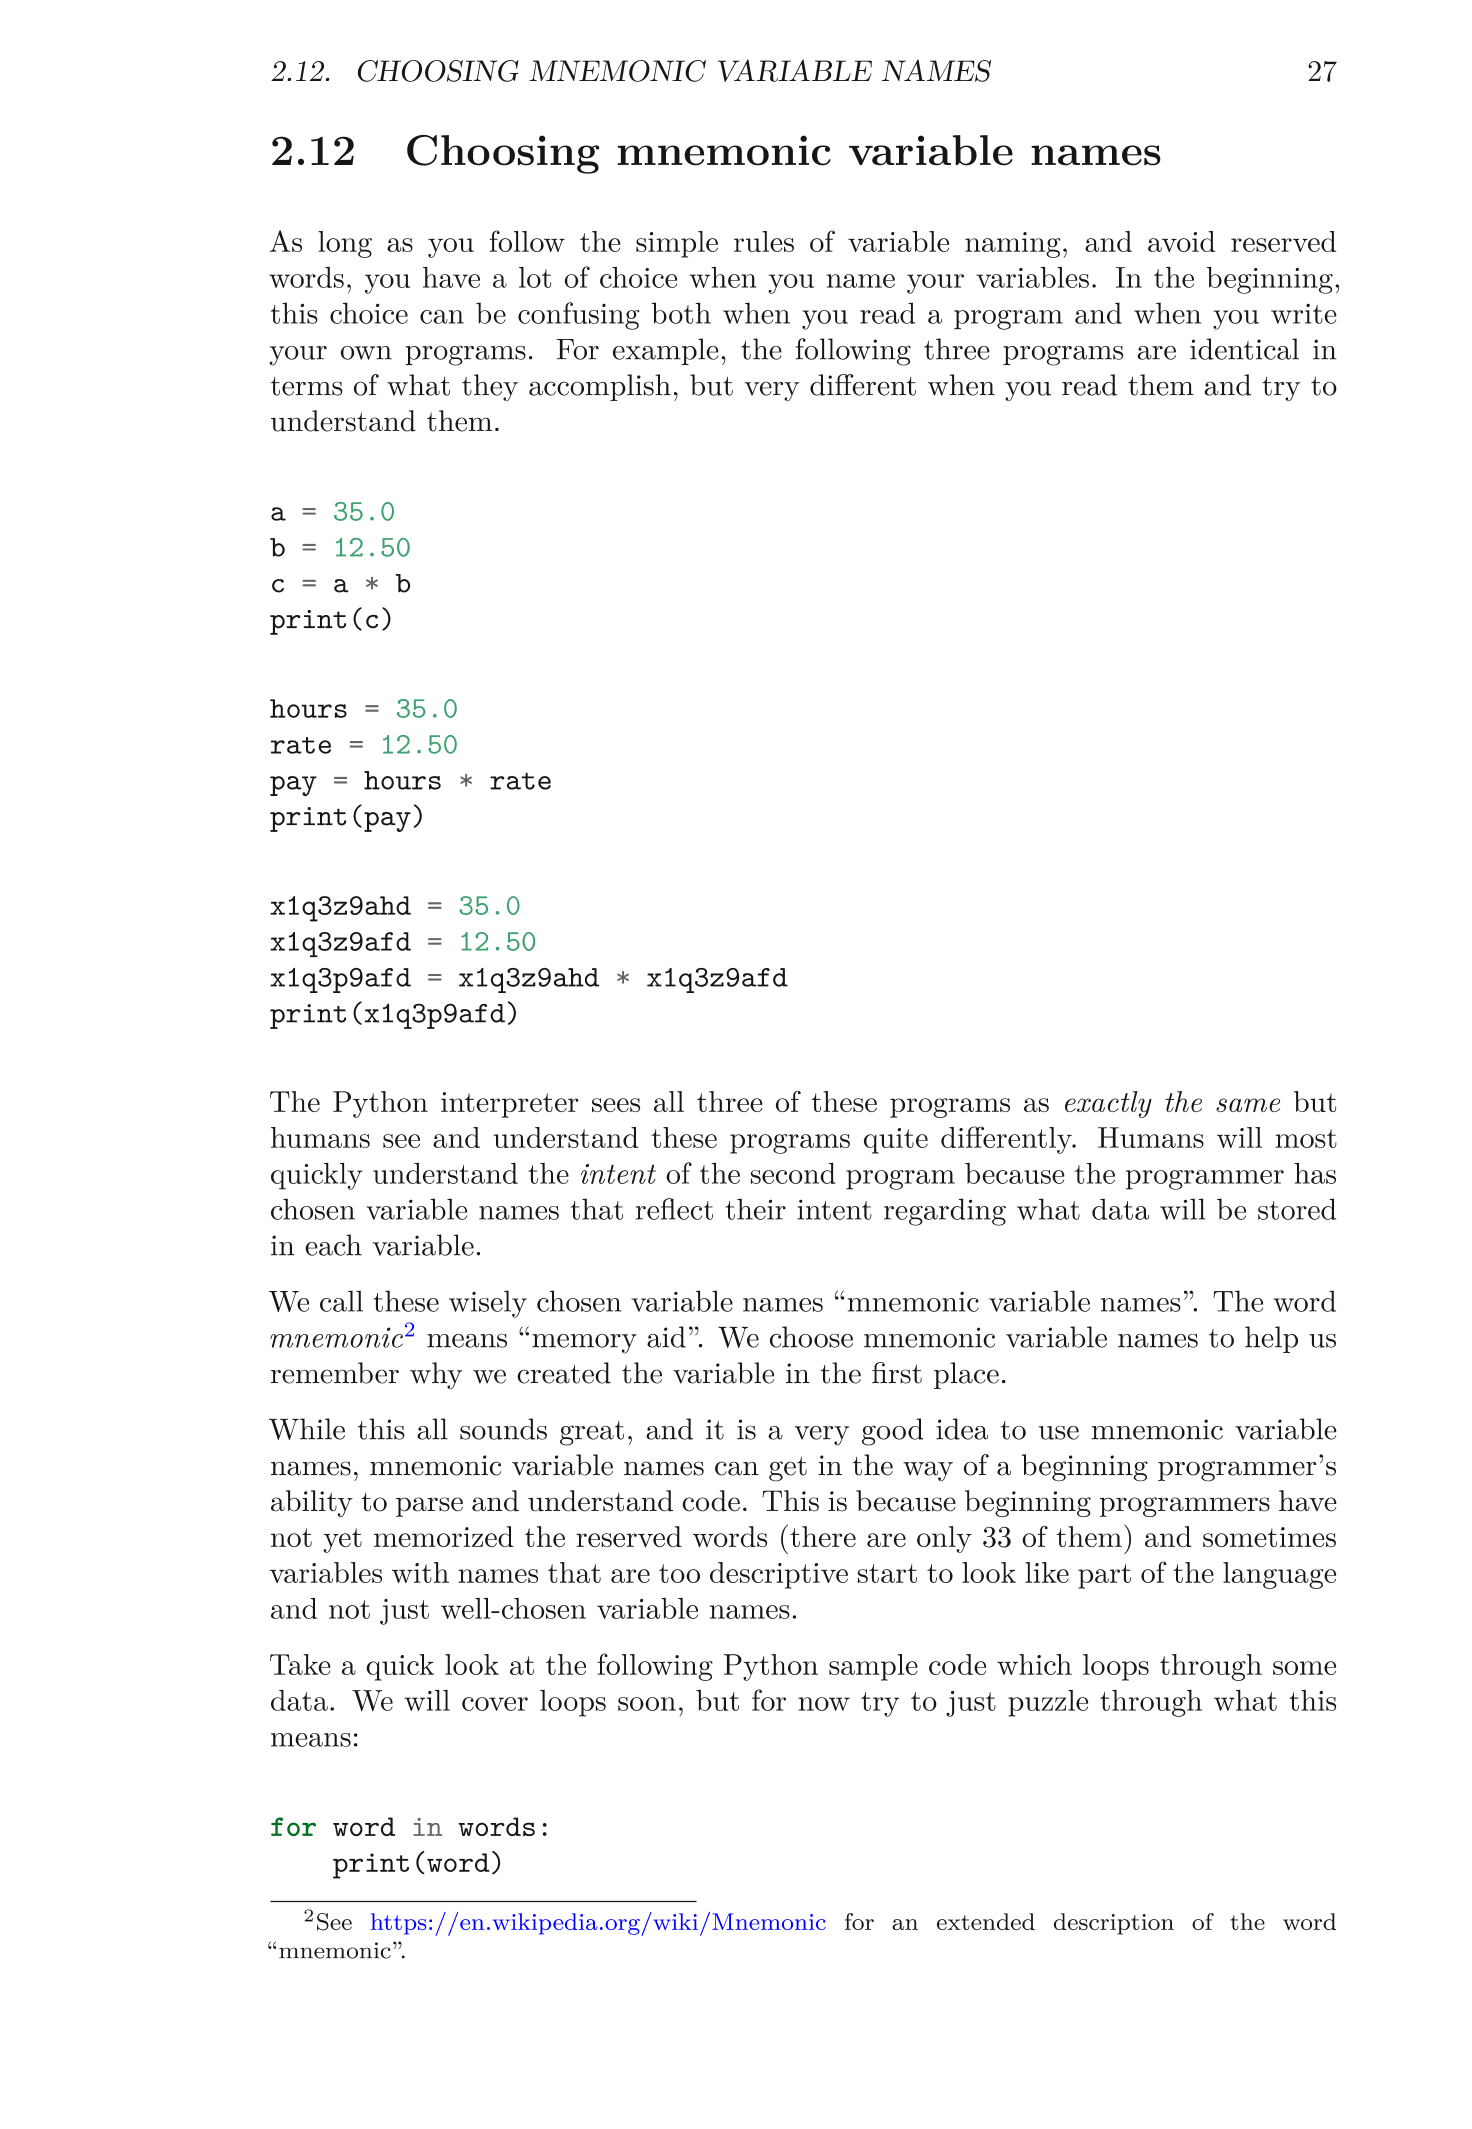 2.12. CHOOSING MNEMONIC VARIABLE NAMES 27
2.12 Choosing mnemonic variable names
As long as you follow the simple rules of variable naming, and avoid reserved
words, you have a lot of choice when you name your variables. In the beginning,
this choice can be confusing both when you read a program and when you write
your own programs. For example, the following three programs are identical in
terms of what they accomplish, but very different when you read them and try to
understand them.
a = 35.0
b = 12.50
c = a * b
print(c)
hours = 35.0
rate = 12.50
pay = hours * rate
print(pay)
x1q3z9ahd = 35.0
x1q3z9afd = 12.50
x1q3p9afd = x1q3z9ahd * x1q3z9afd
print(x1q3p9afd)
The Python interpreter sees all three of these programs as exactly the same but
humans see and understand these programs quite differently. Humans will most
quickly understand the intent of the second program because the programmer has
chosen variable names that reflect their intent regarding what data will be stored
in each variable.
We call these wisely chosen variable names “mnemonic variable names”. The word
mnemonic2 means “memory aid”. We choose mnemonic variable names to help us
remember why we created the variable in the first place.
While this all sounds great, and it is a very good idea to use mnemonic variable
names, mnemonic variable names can get in the way of a beginning programmer’s
ability to parse and understand code. This is because beginning programmers have
not yet memorized the reserved words (there are only 33 of them) and sometimes
variables with names that are too descriptive start to look like part of the language
and not just well-chosen variable names.
Take a quick look at the following Python sample code which loops through some
data. We will cover loops soon, but for now try to just puzzle through what this
means:
for word in words:
    print(word)
2See https://en.wikipedia.org/wiki/Mnemonic for an extended description of the word
“mnemonic”.